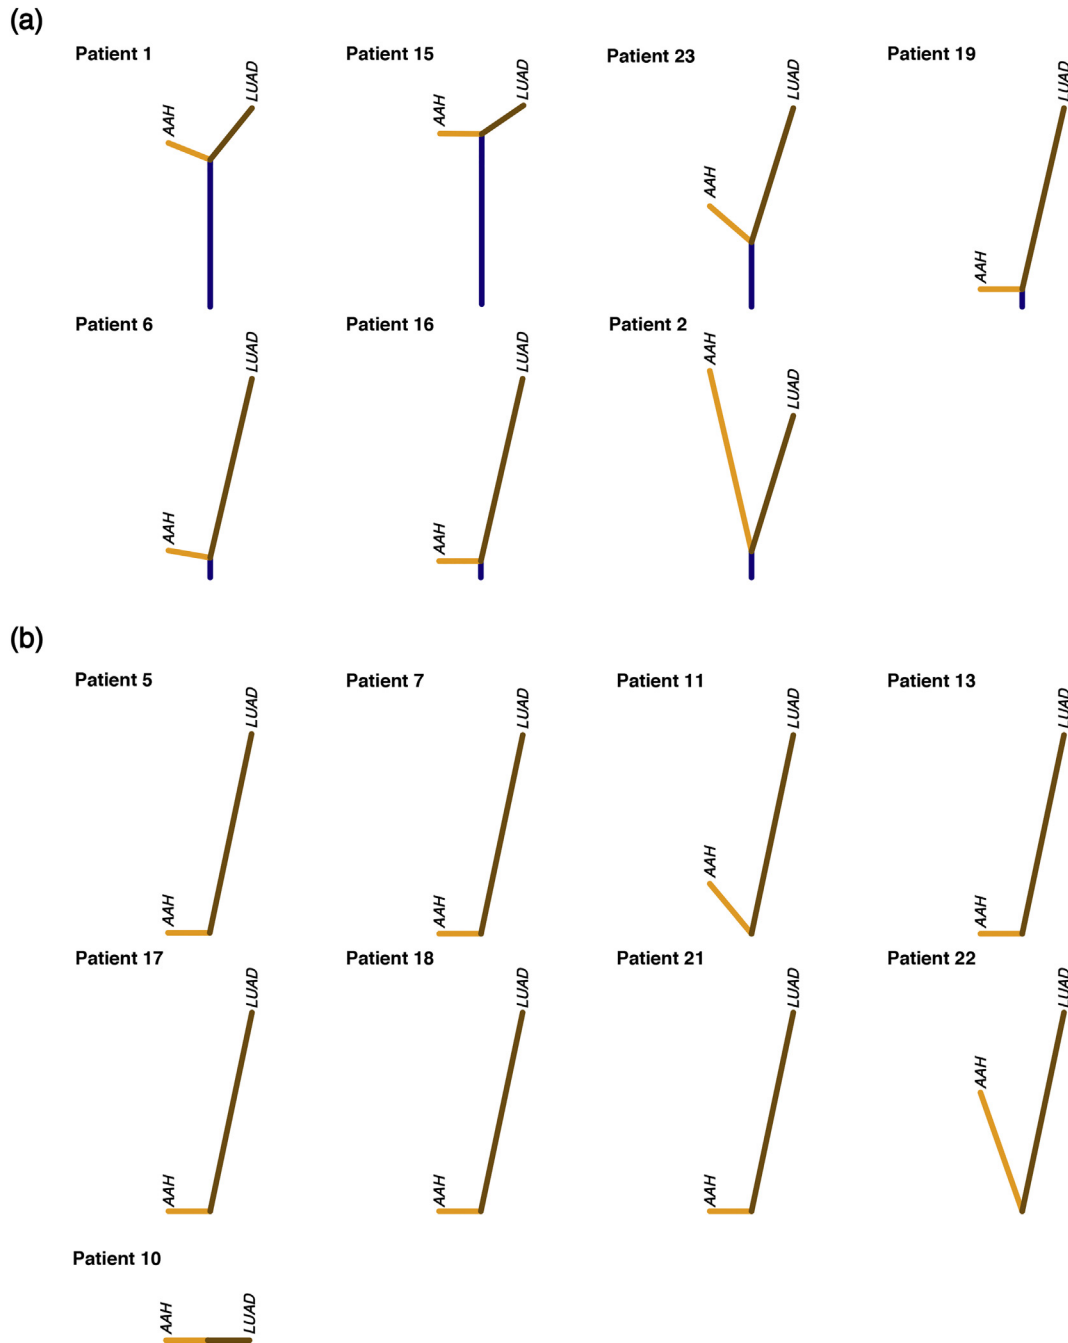 (a)
Patient 1
Patient 15
Patient 23
Patient 19
AAH
LUAD
AAH
LUAD
AAH
LUAD
AAH
LUAD
Patient 6
Patient 16
Patient 2
AAH
LUAD
AAH
LUAD
AAH
LUAD
(b)
Patient 5
Patient 7
Patient 11
Patient 13
AAH
LUAD
AAH
LUAD
AAH
LUAD
AAH
LUAD
Patient 17
Patient 18
Patient 21
Patient 22
AAH
LUAD
AAH
LUAD
AAH
LUAD
AAH
LUAD
Patient 10
AAH
LUAD